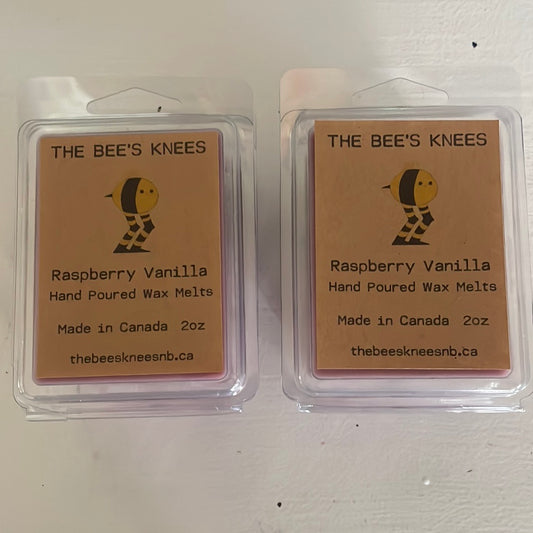 THE BEE'S KNEES
Raspberry Vanilla
Hand Poured Wax Melts
Made in Canada 2oz
thebeeskneesnb.ca
THE BEE'S KNEES
Raspberry Vanilla
Hand Poured Wax Melts
Made in Canada 2oz
thebeeskneesnb.ca